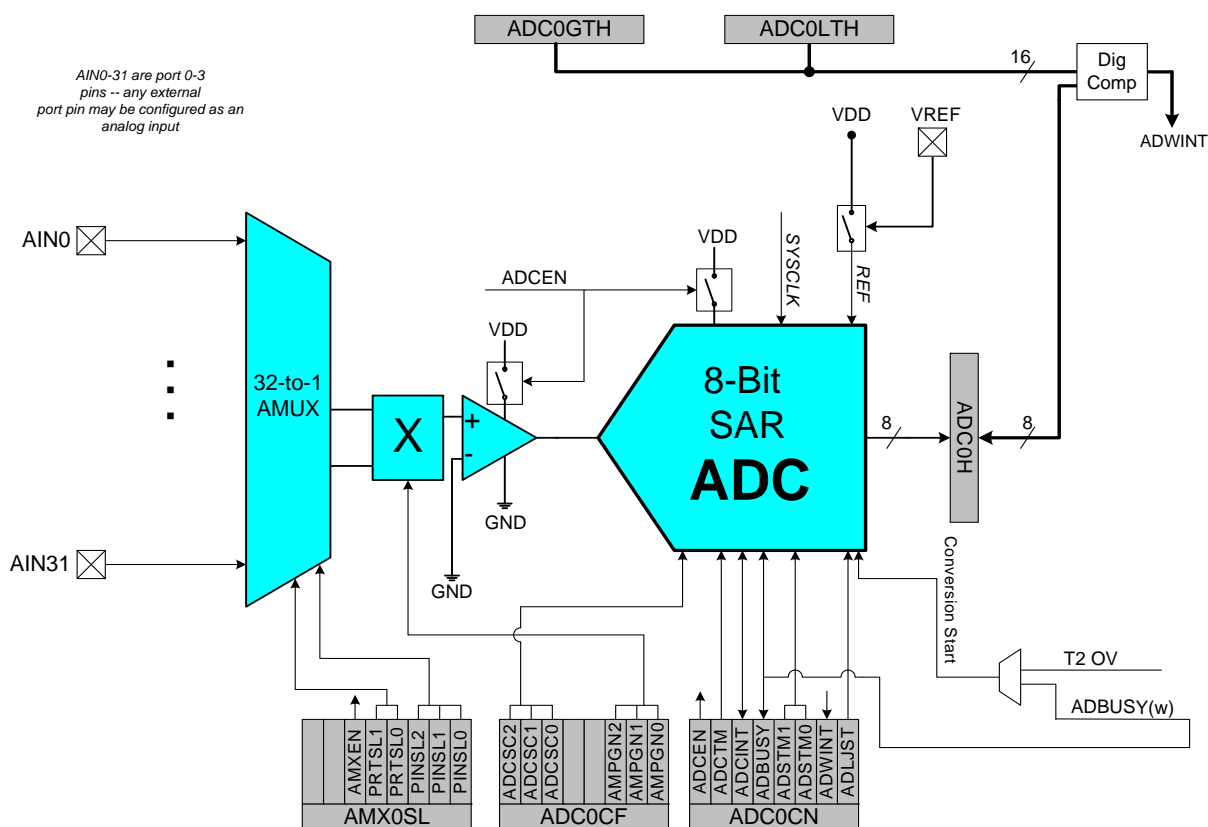 ADC0GTH
ADC0LTH
16
Dig
Comp
ADWINT
AIN0-31 are port 0-3
pins -- any external
port pin may be configured as an
analog input
VDD
VREF
AIN0
VDD
SYSCLK
REF
ADCEN
VDD
32-to-1
AMUX
X
+
-
8-Bit
SAR
ADC
8
ADC0H
8
GND
GND
AIN31
Conversion Start
T2 OV
ADBUSY(w)
AMXEN
PRTSL1
PRTSL0
PINSL2
PINSL1
PINSL0
AMX0SL
ADCSC2
ADCSC1
ADCSC0
AMPGN2
AMPGN1
AMPGN0
ADC0CF
ADCEN
ADCTM
ADCINT
ADBUSY
ADSTM1
ADSTM0
ADWINT
ADLJST
ADC0CN